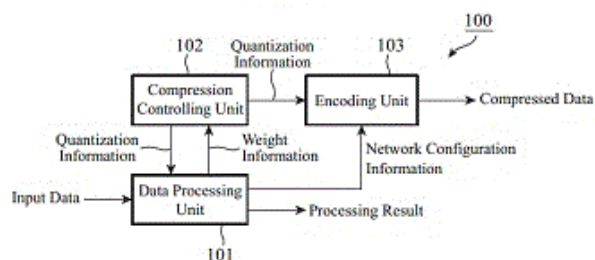 100
102
Quantization
Information
103
Compression
Controlling Unit
Encoding Unit
Compressed Data
Quantization
Information
Weight
Information
Network Configuration
Information
Input Data
Data Processing
Unit
Processing Result
101